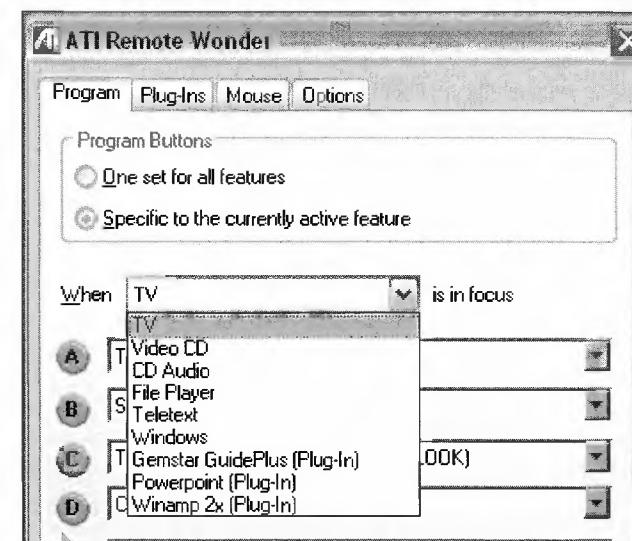 ATI ATI Remote Wonder
Program Plug-Ins Mouse Options
Program Buttons
One set for all features
Specific to the currently active feature
When TV is in focus
TV
Video CD
A T
CD Audio
File Player
B S
Teletext
Windows
C T Gemstar GuidePlus (Plug-In) LOOK)
Powerpoint (Plug-In)
D C Winamp 2x (Plug-In)